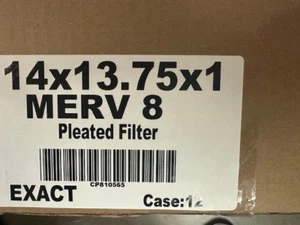 14x13.75x1
MERV 8
Pleated Filter
CP810565
EXACT Case:12